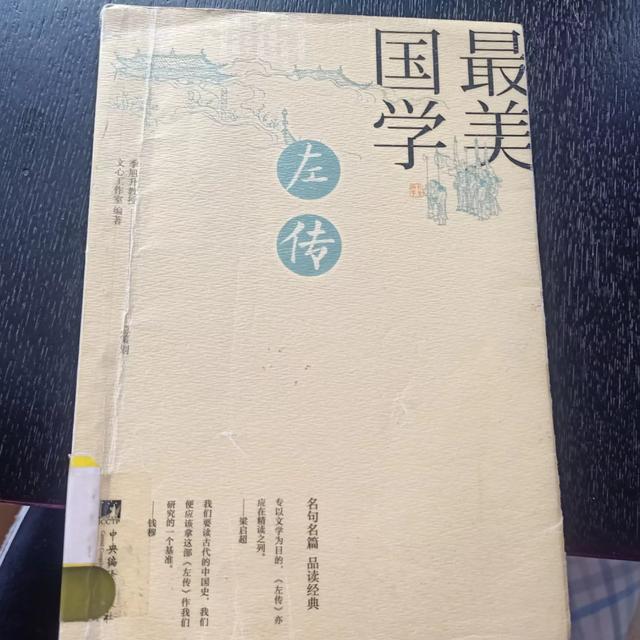 最美
国学
左传
季旭升教授
文心工作室 编著
名句名篇 品读经典
专以文学为目的，《左传》亦
应在精读之列。
——梁启超
我们要读古代的中国史，我们
便应该拿这部《左传》作我们
研究的一个基准。
——钱穆
CCTP
中央编